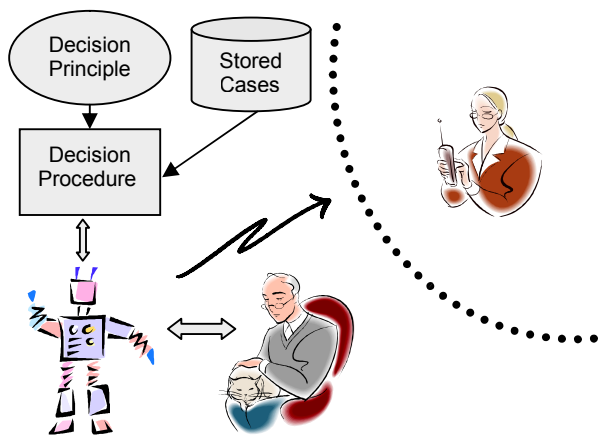 Decision
Principle
Stored
Cases
Decision
Procedure